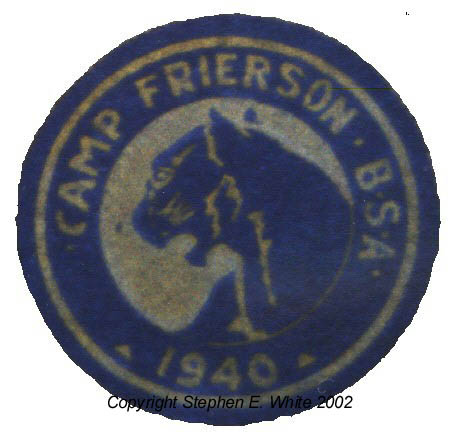 CAMP FRIERSON · B.S.A.
1940
Copyright Stephen E. White 2002